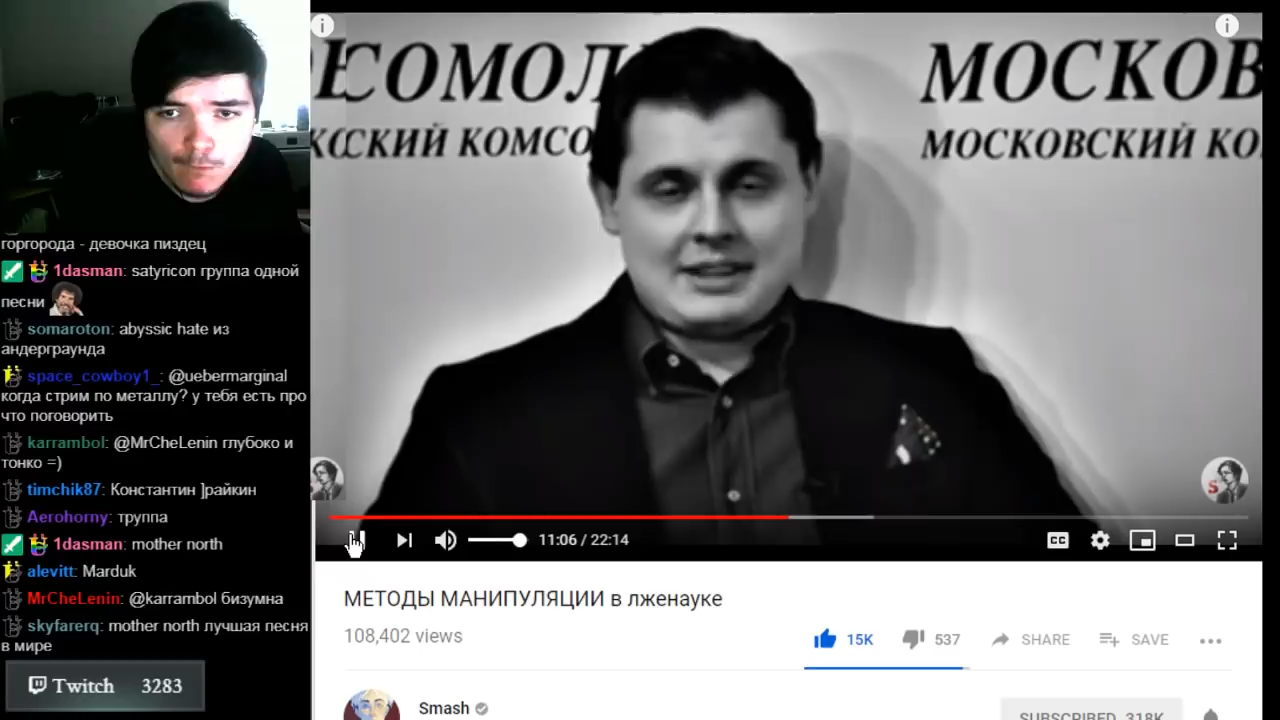 горгорода - девочка пиздец
1dasman: satyricon группа одной
песни
somaroton: abyssic hate из
андерграунда
space_cowboy1_: @uebermarginal
когда стрим по металлу? у тебя есть про
что поговорить
karrambol: @MrCheLenin глубоко и
тонко =)
timchik87: Константин ]райкин
Aerohorny: труппа
1dasman: mother north
alevitt: Marduk
MrCheLenin: @karrambol бизумна
skyfarerq: mother north лучшая песня
в мире
Twitch 3283
КОМСОМОЛ
МОСКОВ
СКИЙ КОМСО
МОСКОВСКИЙ КО
S
11:06 / 22:14
CC
МЕТОДЫ МАНИПУЛЯЦИИ в лженауке
108,402 views
15K
537
SHARE
SAVE
Smash
SUBSCRIBED 318K